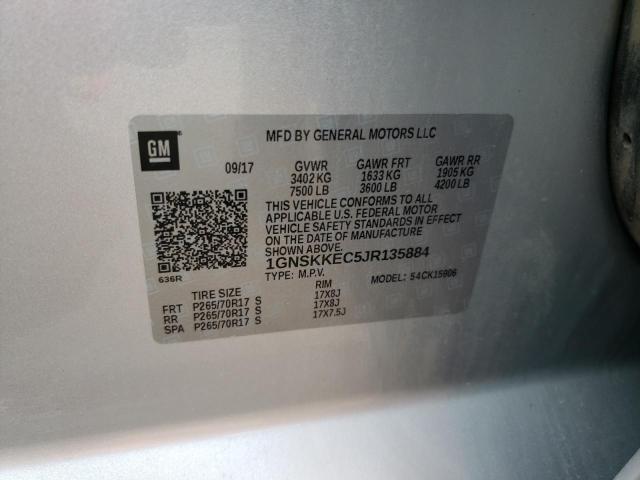 GM
MFD BY GENERAL MOTORS LLC
09/17 GVWR GAWR FRT GAWR RR
3402 KG 1633 KG 1905 KG
7500 LB 3600 LB 4200 LB
THIS VEHICLE CONFORMS TO ALL
APPLICABLE U.S. FEDERAL MOTOR
VEHICLE SAFETY STANDARDS IN EFFECT
ON THE DATE OF MANUFACTURE
SHOWN ABOVE.
1GNSKKEC5JR135884
636R
TYPE: M.P.V. MODEL: 54CK15906
TIRE SIZE RIM
FRT P265/70R17 S 17X8J
RR P265/70R17 S 17X8J
SPA P265/70R17 S 17X7.5J